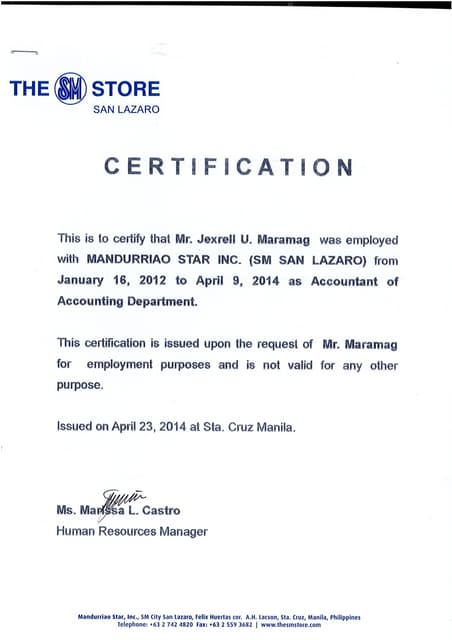 THE SM STORE
SAN LAZARO
CERTIFICATION
This is to certify that Mr. Jexrell U. Maramag was employed
with MANDURRIAO STAR INC. (SM SAN LAZARO) from
January 16, 2012 to April 9, 2014 as Accountant of
Accounting Department.
This certification is issued upon the request of Mr. Maramag
for employment purposes and is not valid for any other
purpose.
Issued on April 23, 2014 at Sta. Cruz Manila.
Ms. Marissa L. Castro
Human Resources Manager
Mandurriao Star, Inc., SM City San Lazaro, Felix Huertas cor. A.H. Lacson, Sta. Cruz, Manila, Philippines
Telephone: +63 2 742 4820 Fax: +63 2 559 3682 | www.thesmstore.com